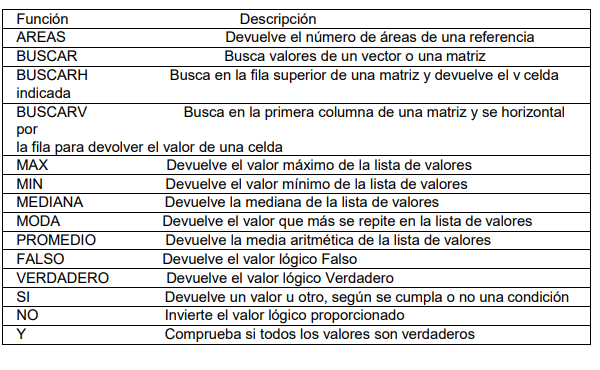 Función Descripción
AREAS Devuelve el número de áreas de una referencia
BUSCAR Busca valores de un vector o una matriz
BUSCARH Busca en la fila superior de una matriz y devuelve el v celda
indicada
BUSCARV Busca en la primera columna de una matriz y se horizontal
por
la fila para devolver el valor de una celda
MAX Devuelve el valor máximo de la lista de valores
MIN Devuelve el valor mínimo de la lista de valores
MEDIANA Devuelve la mediana de la lista de valores
MODA Devuelve el valor que más se repite en la lista de valores
PROMEDIO Devuelve la media aritmética de la lista de valores
FALSO Devuelve el valor lógico Falso
VERDADERO Devuelve el valor lógico Verdadero
SI Devuelve un valor u otro, según se cumpla o no una condición
NO Invierte el valor lógico proporcionado
Y Comprueba si todos los valores son verdaderos